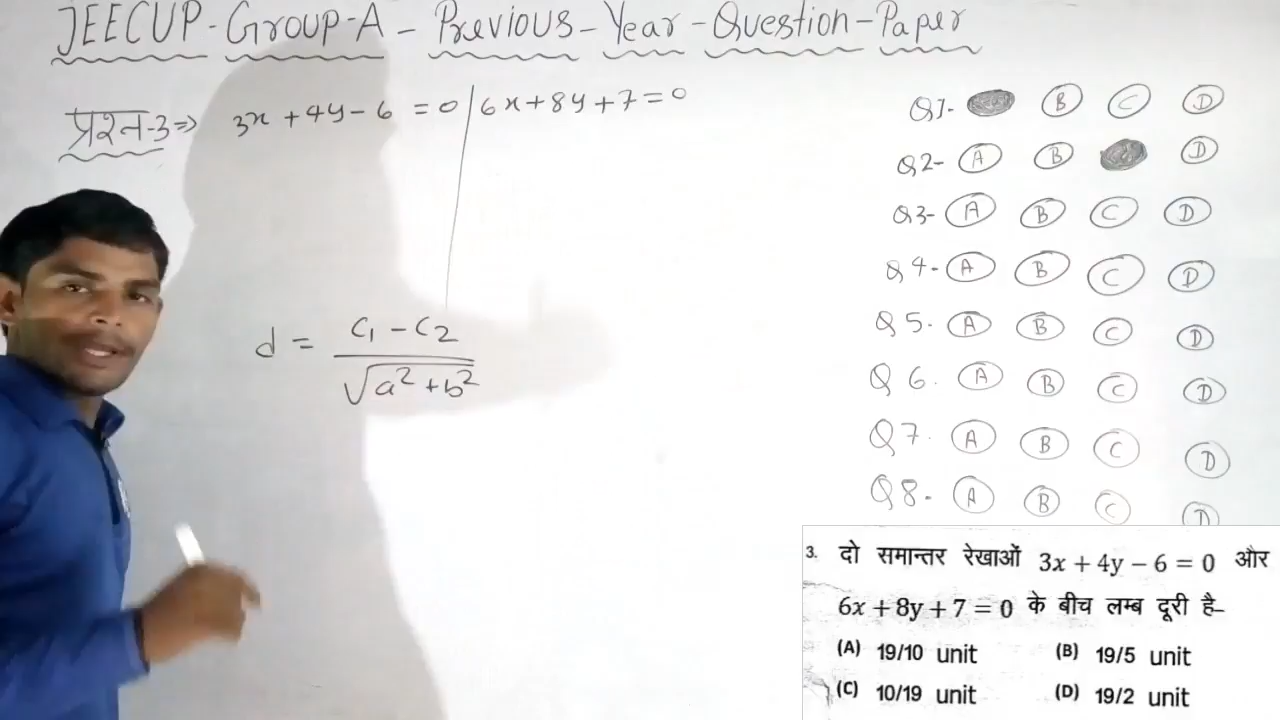 JEECUP-Group-A-Previous-Year-Question-Paper
प्रश्न-3⇒ 3x+4y-6 =0 6x+8y+7=0
d = c₁-c₂ / √a²+b²
Q1- B C D
Q2- A B D
Q3- A B C D
Q4- A B C D
Q5. A B C D
Q6. A B C D
Q7. A B C D
Q8. A B C D
3. दो समान्तर रेखाओं 3x + 4y − 6 = 0 और
6x + 8y + 7 = 0 के बीच लम्ब दूरी है–
(A) 19/10 unit (B) 19/5 unit
(C) 10/19 unit (D) 19/2 unit